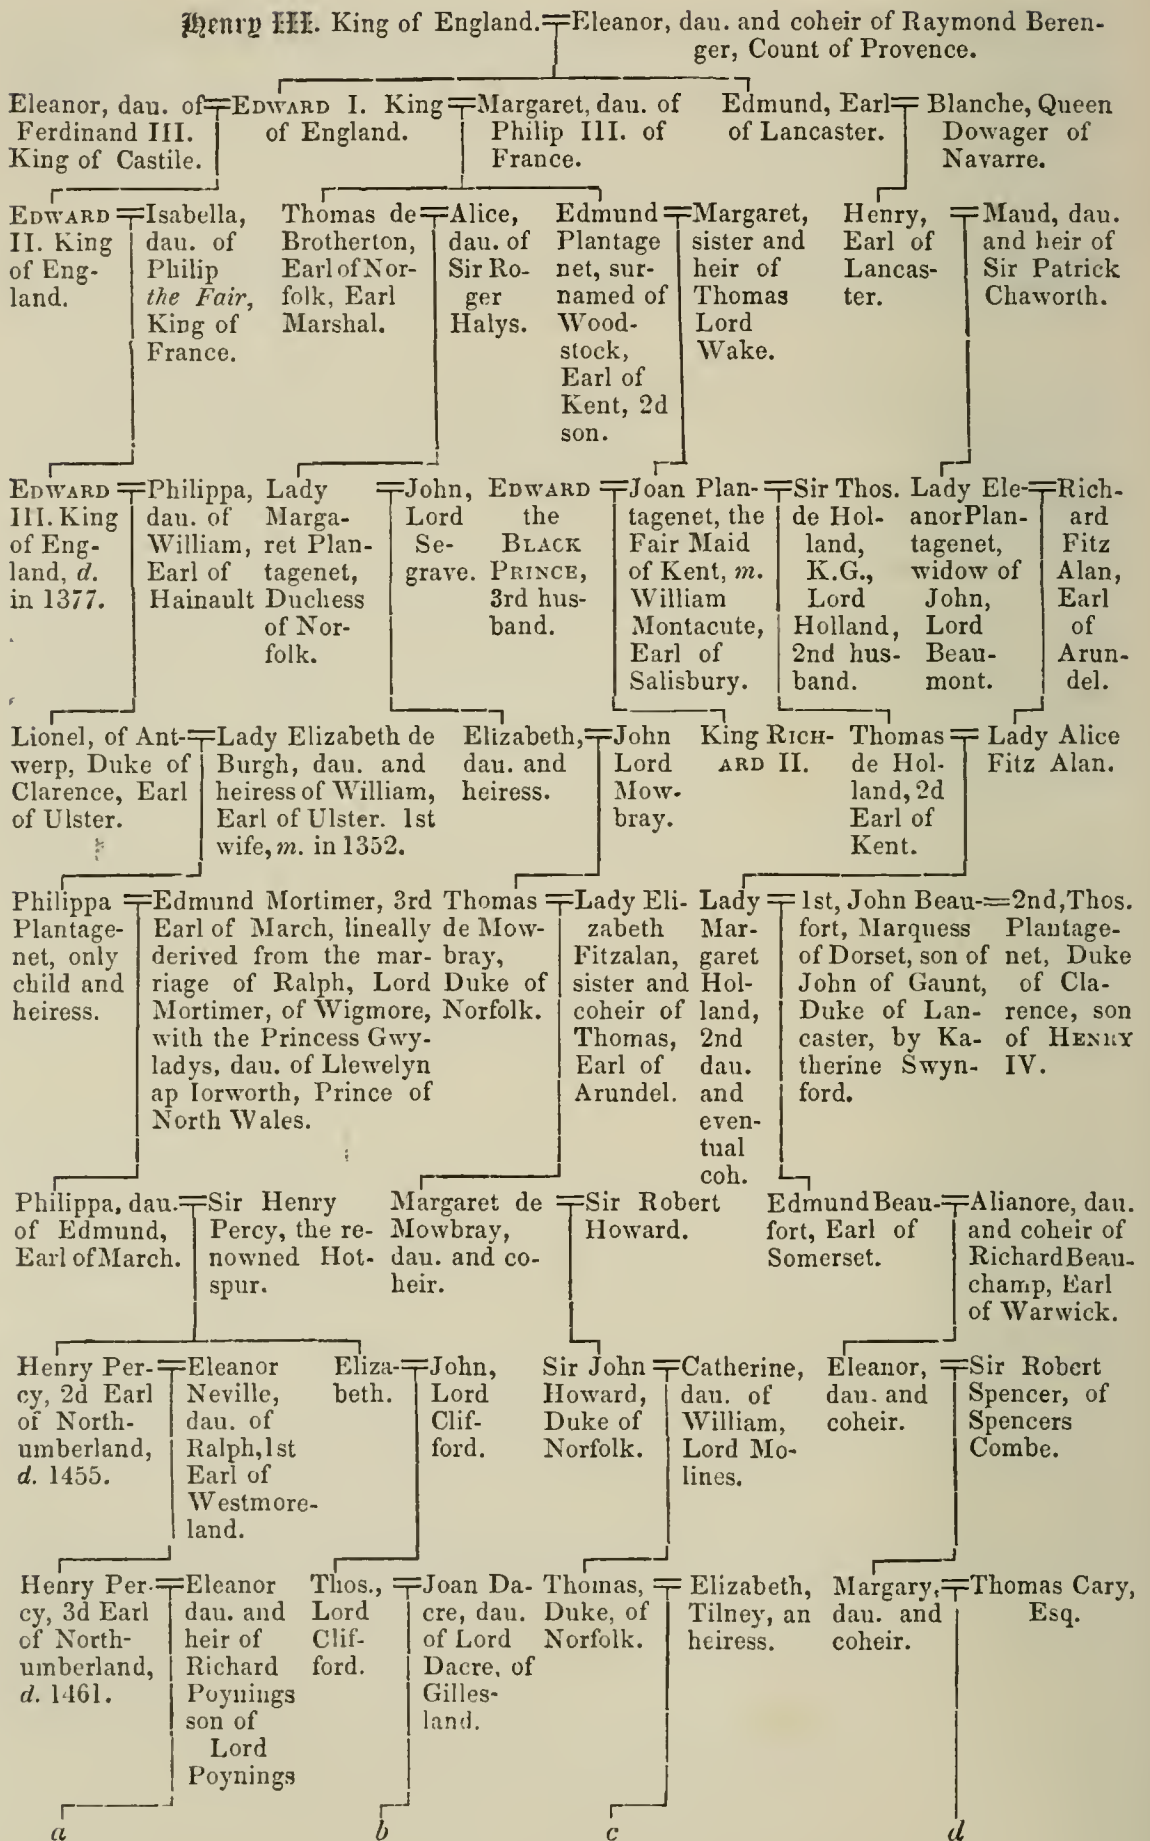 Henry III. King of England.=Eleanor, dau. and coheir of Raymond Beren-
ger, Count of Provence.
Eleanor, dau. of
Ferdinand III.
King of Castile.
=EDWARD I. King
of England.
=Margaret, dau. of
Philip III. of
France.
Edmund, Earl
of Lancaster.
= Blanche, Queen
Dowager of
Navarre.
EDWARD
II. King
of Eng-
land.
=Isabella,
dau. of
Philip
the Fair,
King of
France.
Thomas de
Brotherton,
Earl of Nor-
folk, Earl
Marshal.
=Alice,
dau. of
Sir Ro-
ger
Halys.
Edmund
Plantage
net, sur-
named of
Wood-
stock,
Earl of
Kent, 2d
son.
=Margaret,
sister and
heir of
Thomas
Lord
Wake.
Henry,
Earl of
Lancas-
ter.
= Maud, dau.
and heir of
Sir Patrick
Chaworth.
EDWARD
III. King
of Eng-
land, d.
in 1377.
=Philippa,
dau. of
William,
Earl of
Hainault
Lady
Marga-
ret Plan-
tagenet,
Duchess
of Nor-
folk.
=John,
Lord
Se-
grave.
EDWARD
the
BLACK
PRINCE,
3rd hus-
band.
=Joan Plan-
tagenet, the
Fair Maid
of Kent, m.
William
Montacute,
Earl of
Salisbury.
=Sir Thos.
de Hol-
land,
K.G.,
Lord
Holland,
2nd hus-
band.
Lady Ele-
anor Plan-
tagenet,
widow of
John,
Lord
Beau-
mont.
=Rich-
ard
Fitz
Alan,
Earl
of
Arun-
del.
Lionel, of Ant-
werp, Duke of
Clarence, Earl
of Ulster.
=Lady Elizabeth de
Burgh, dau. and
heiress of William,
Earl of Ulster. 1st
wife, m. in 1352.
Elizabeth,
dau. and
heiress.
=John
Lord
Mow-
bray.
King RICH-
ARD II.
Thomas
de Hol-
land, 2d
Earl of
Kent.
= Lady Alice
Fitz Alan.
Philippa
Plantage-
net, only
child and
heiress.
=Edmund Mortimer, 3rd
Earl of March, lineally
derived from the mar-
riage of Ralph, Lord
Mortimer, of Wigmore,
with the Princess Gwy-
ladys, dau. of Llewelyn
ap Iorworth, Prince of
North Wales.
Thomas
de Mow-
bray,
Duke of
Norfolk.
=Lady Eli-
zabeth
Fitzalan,
sister and
coheir of
Thomas,
Earl of
Arundel.
Lady
Mar-
garet
Hol-
land,
2nd
dau.
and
even-
tual
coh.
= 1st, John Beau-
fort, Marquess
of Dorset, son of
John of Gaunt,
Duke of Lan-
caster, by Ka-
therine Swyn-
ford.
=2nd, Thos.
Plantage-
net, Duke
of Cla-
rence, son
of HENRY
IV.
Philippa, dau.
of Edmund,
Earl of March.
=Sir Henry
Percy, the re-
nowned Hot-
spur.
Margaret de
Mowbray,
dau. and co-
heir.
=Sir Robert
Howard.
Edmund Beau-
fort, Earl of
Somerset.
=Alianore, dau.
and coheir of
Richard Beau-
champ, Earl
of Warwick.
Henry Per-
cy, 2d Earl
of North-
umberland,
d. 1455.
=Eleanor
Neville,
dau. of
Ralph, 1st
Earl of
Westmore-
land.
Eliza-
beth.
=John,
Lord
Clif-
ford.
Sir John
Howard,
Duke of
Norfolk.
=Catherine,
dau. of
William,
Lord Mo-
lines.
Eleanor,
dau. and
coheir.
=Sir Robert
Spencer, of
Spencers
Combe.
Henry Per-
cy, 3d Earl
of North-
umberland,
d. 1461.
=Eleanor
dau. and
heir of
Richard
Poynings
son of
Lord
Poynings
Thos.,
Lord
Clif-
ford.
=Joan Da-
cre, dau.
of Lord
Dacre, of
Gilles-
land.
Thomas,
Duke, of
Norfolk.
= Elizabeth,
Tilney, an
heiress.
Margary,
dau. and
coheir.
=Thomas Cary,
Esq.
a
b
c
d